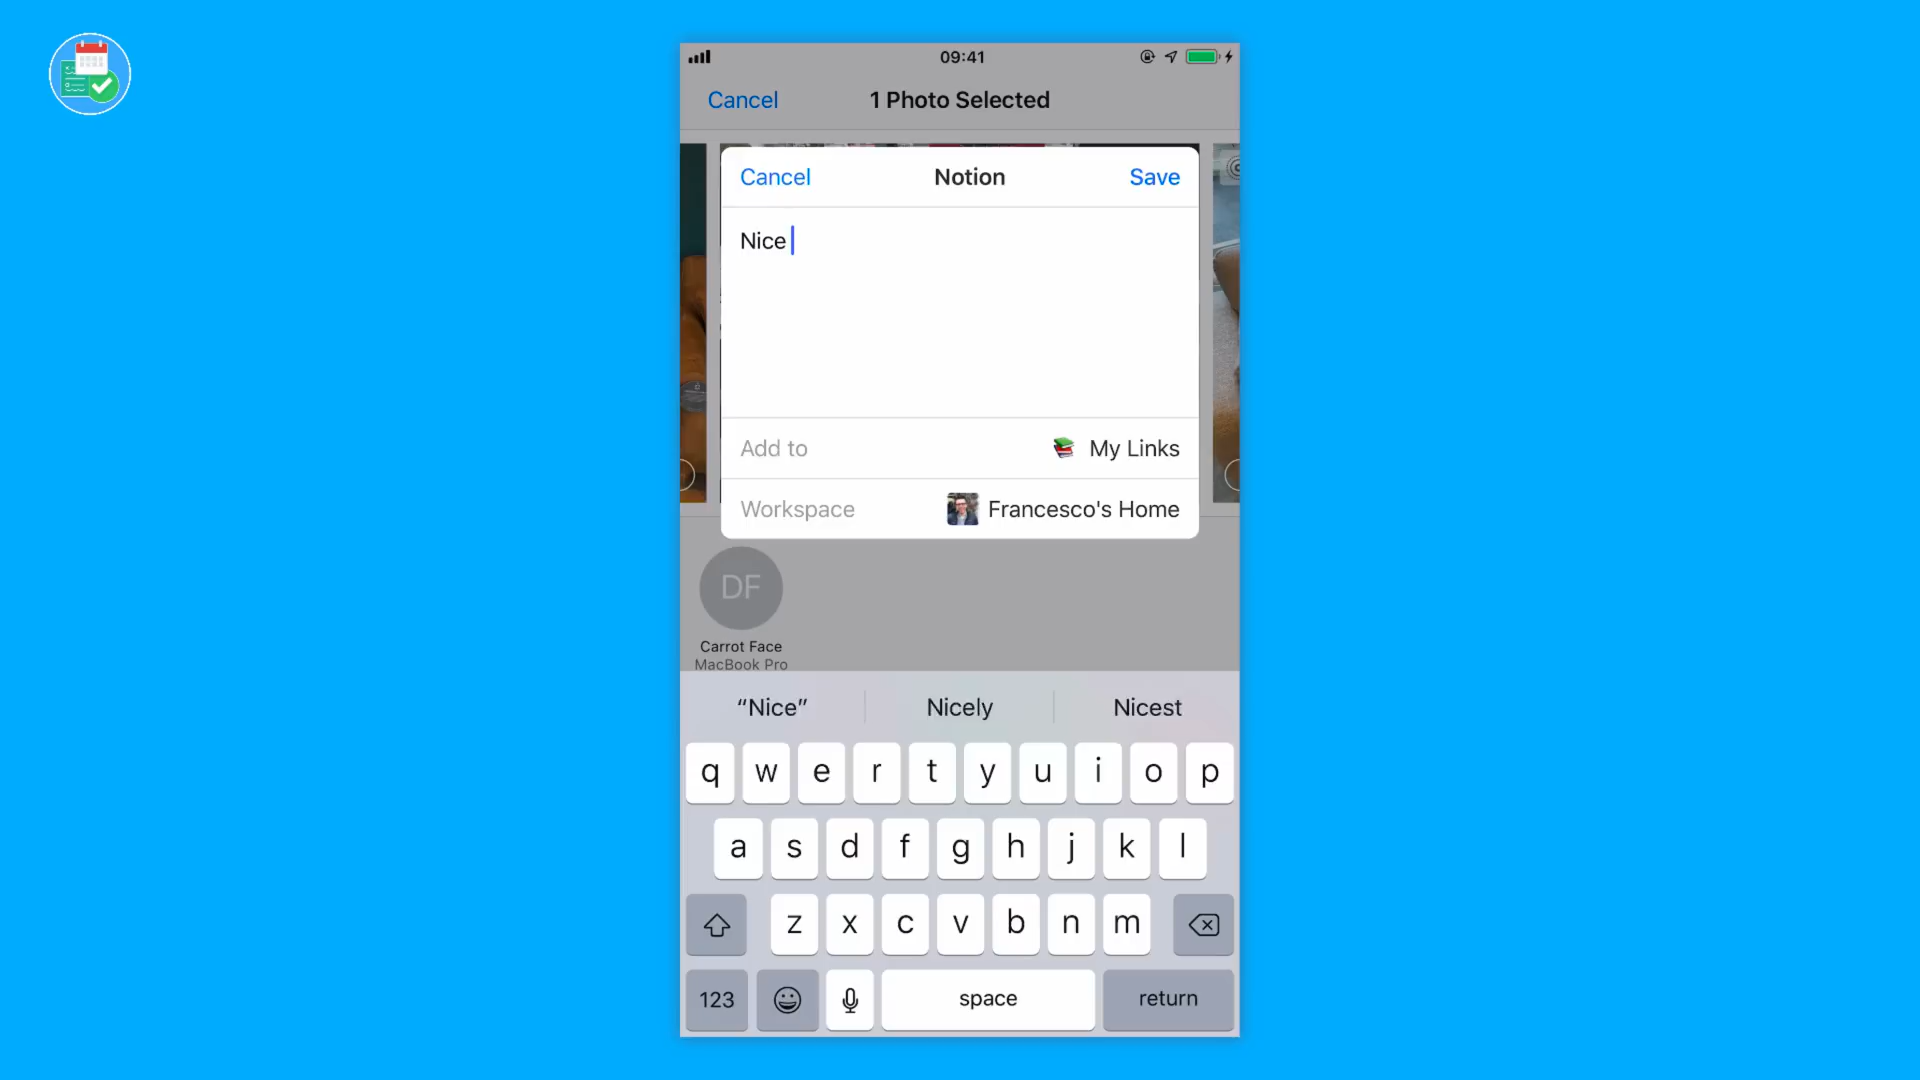 09:41
Cancel 1 Photo Selected
Cancel Notion Save
Nice
Add to My Links
Workspace Francesco's Home
DF
Carrot Face
MacBook Pro
“Nice” Nicely Nicest
q w e r t y u i o p
a s d f g h j k l
z x c v b n m
123 space return